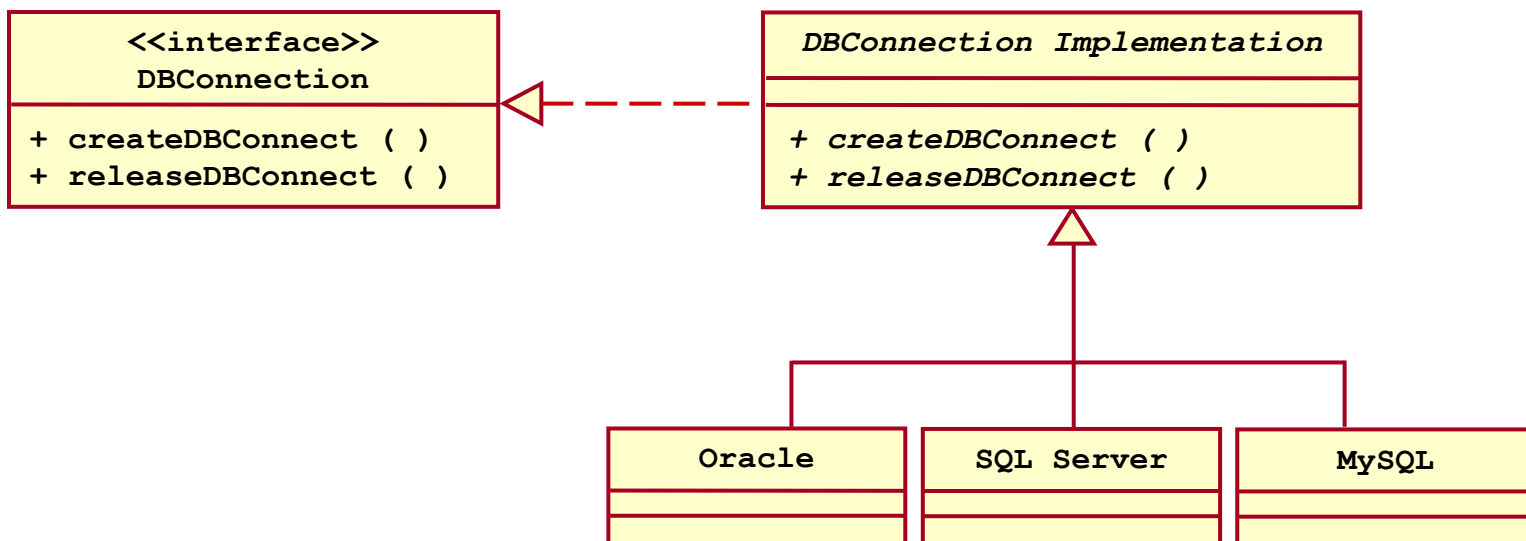 <<interface>>
DBConnection
+ createDBConnect ( )
+ releaseDBConnect ( )
DBConnection Implementation
+ createDBConnect ( )
+ releaseDBConnect ( )
Oracle
SQL Server
MySQL